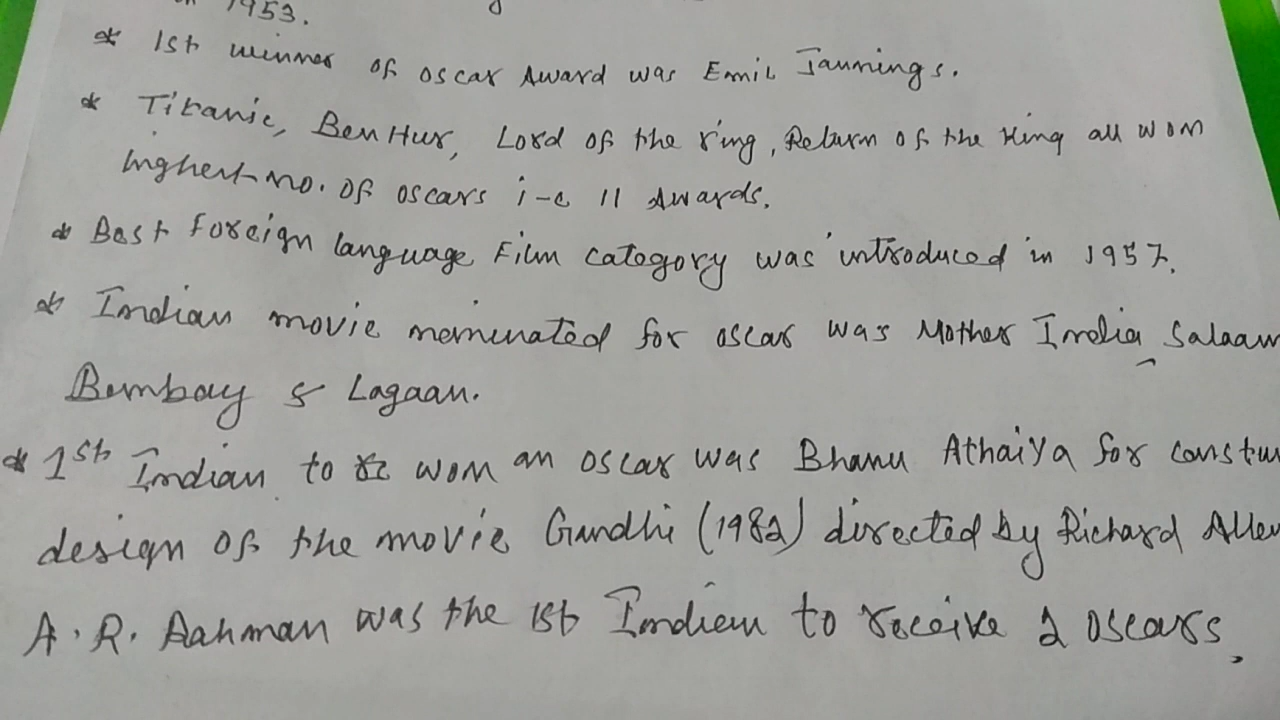 1953.
* 1st winner of oscar Award was Emil Jannings.
* Titanic, Ben Hur, Lord of the ring, Return of the King all won
highest no. of oscars i-e 11 Awards.
* Best foreign language Film category was introduced in 1957.
* Indian movie nominated for oscar was Mother India, Salaam
Bombay & Lagaan.
* 1st Indian to won an oscar was Bhanu Athaiya for constu
design of the movie Gandhi (1982) directed by Richard Atten
A. R. Rahman was the 1st Indian to receive 2 oscars.